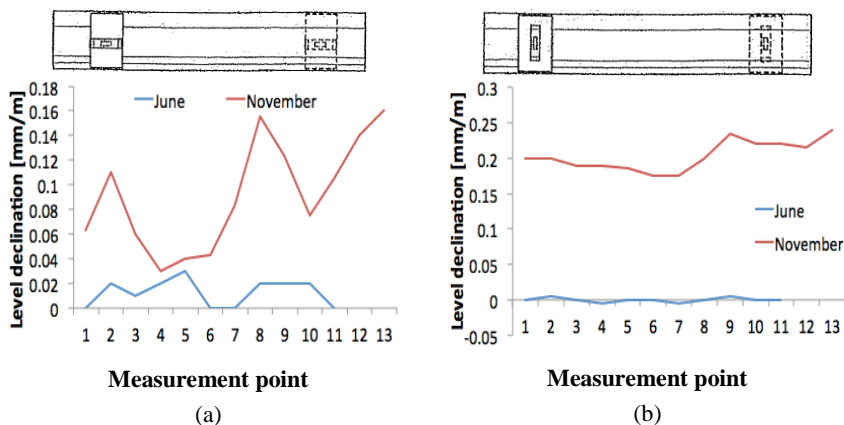 0.18
0.16
0.14
0.12
0.1
0.08
0.06
0.04
0.02
0
Level declination [mm/m]
June November
1 2 3 4 5 6 7 8 9 10 11 12 13
Measurement point
(a)
0.3
0.25
0.2
0.15
0.1
0.05
0
-0.05
Level declination [mm/m]
June
November
1 2 3 4 5 6 7 8 9 10 11 12 13
Measurement point
(b)